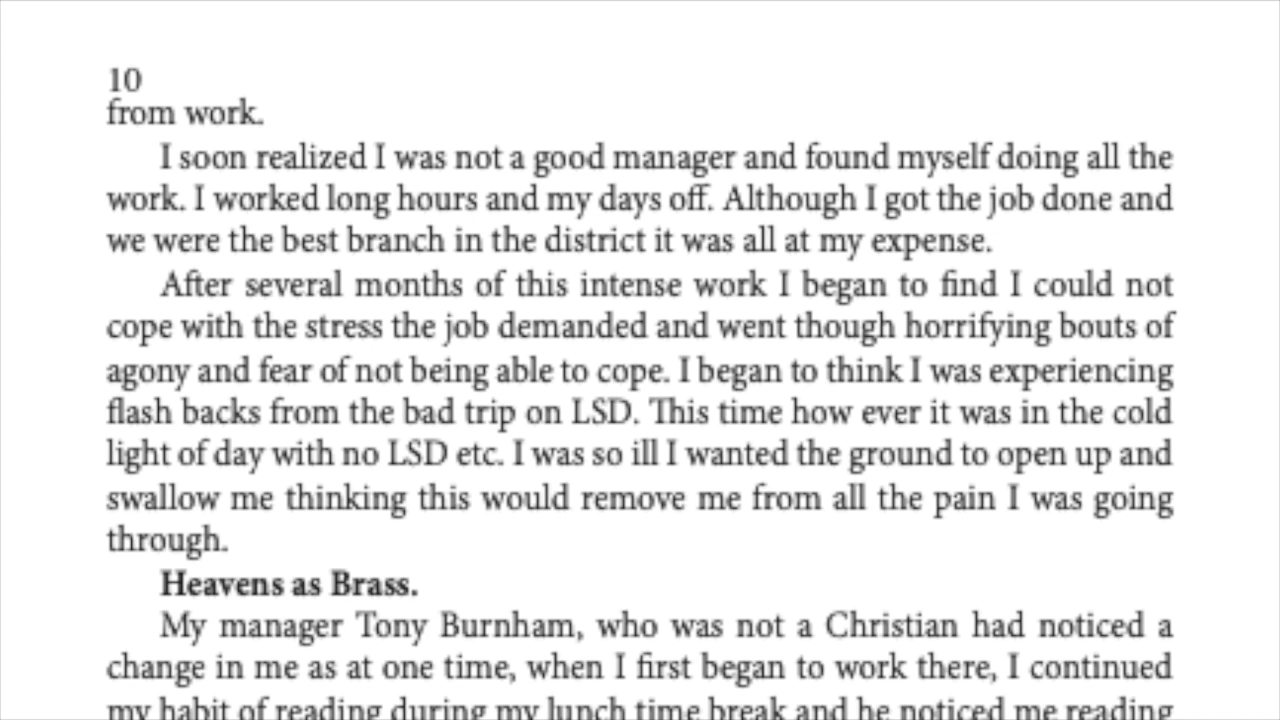 10
from work.
I soon realized I was not a good manager and found myself doing all the
work. I worked long hours and my days off. Although I got the job done and
we were the best branch in the district it was all at my expense.
After several months of this intense work I began to find I could not
cope with the stress the job demanded and went though horrifying bouts of
agony and fear of not being able to cope. I began to think I was experiencing
flash backs from the bad trip on LSD. This time how ever it was in the cold
light of day with no LSD etc. I was so ill I wanted the ground to open up and
swallow me thinking this would remove me from all the pain I was going
through.
Heavens as Brass.
My manager Tony Burnham, who was not a Christian had noticed a
change in me as at one time, when I first began to work there, I continued
my habit of reading during my lunch time break and he noticed me reading